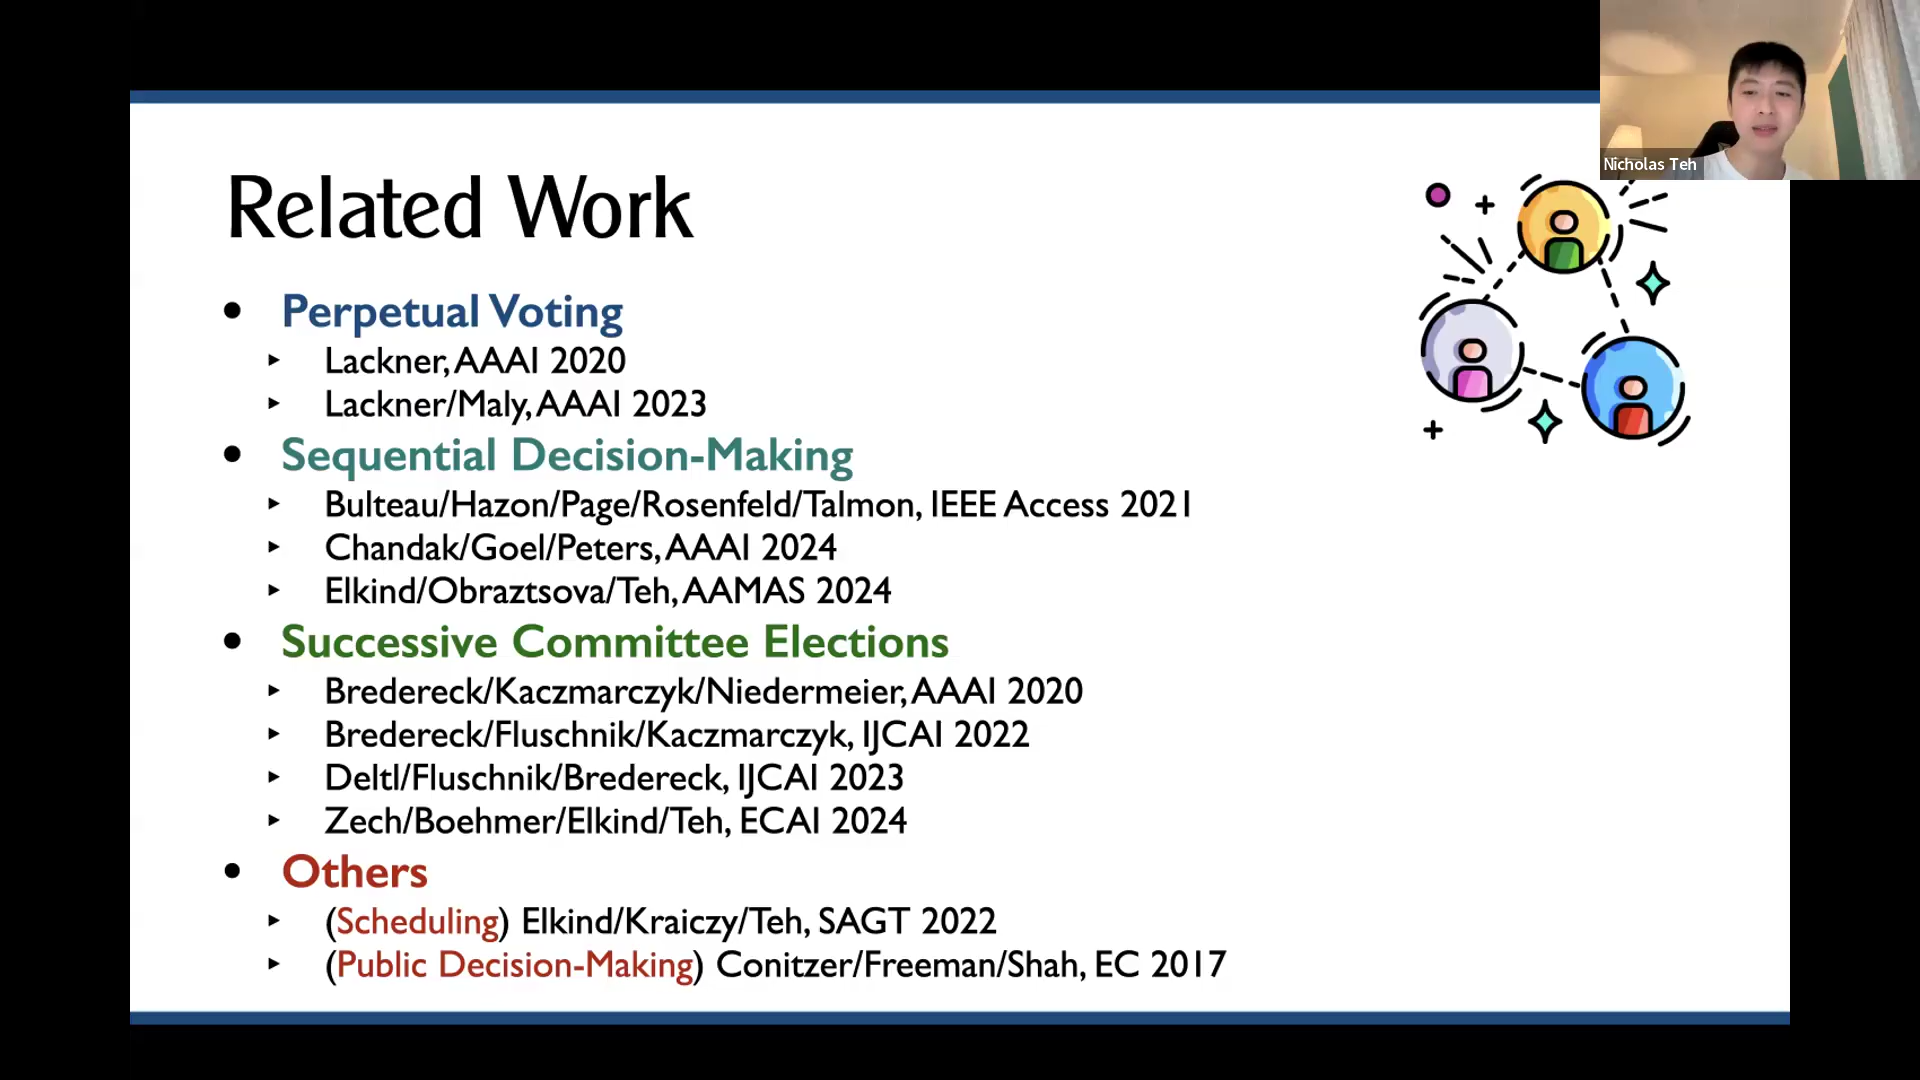 Nicholas Teh
Related Work
• Perpetual Voting
‣ Lackner, AAAI 2020
‣ Lackner/Maly, AAAI 2023
• Sequential Decision-Making
‣ Bulteau/Hazon/Page/Rosenfeld/Talmon, IEEE Access 2021
‣ Chandak/Goel/Peters, AAAI 2024
‣ Elkind/Obraztsova/Teh, AAMAS 2024
• Successive Committee Elections
‣ Bredereck/Kaczmarczyk/Niedermeier, AAAI 2020
‣ Bredereck/Fluschnik/Kaczmarczyk, IJCAI 2022
‣ Deltl/Fluschnik/Bredereck, IJCAI 2023
‣ Zech/Boehmer/Elkind/Teh, ECAI 2024
• Others
‣ (Scheduling) Elkind/Kraiczy/Teh, SAGT 2022
‣ (Public Decision-Making) Conitzer/Freeman/Shah, EC 2017